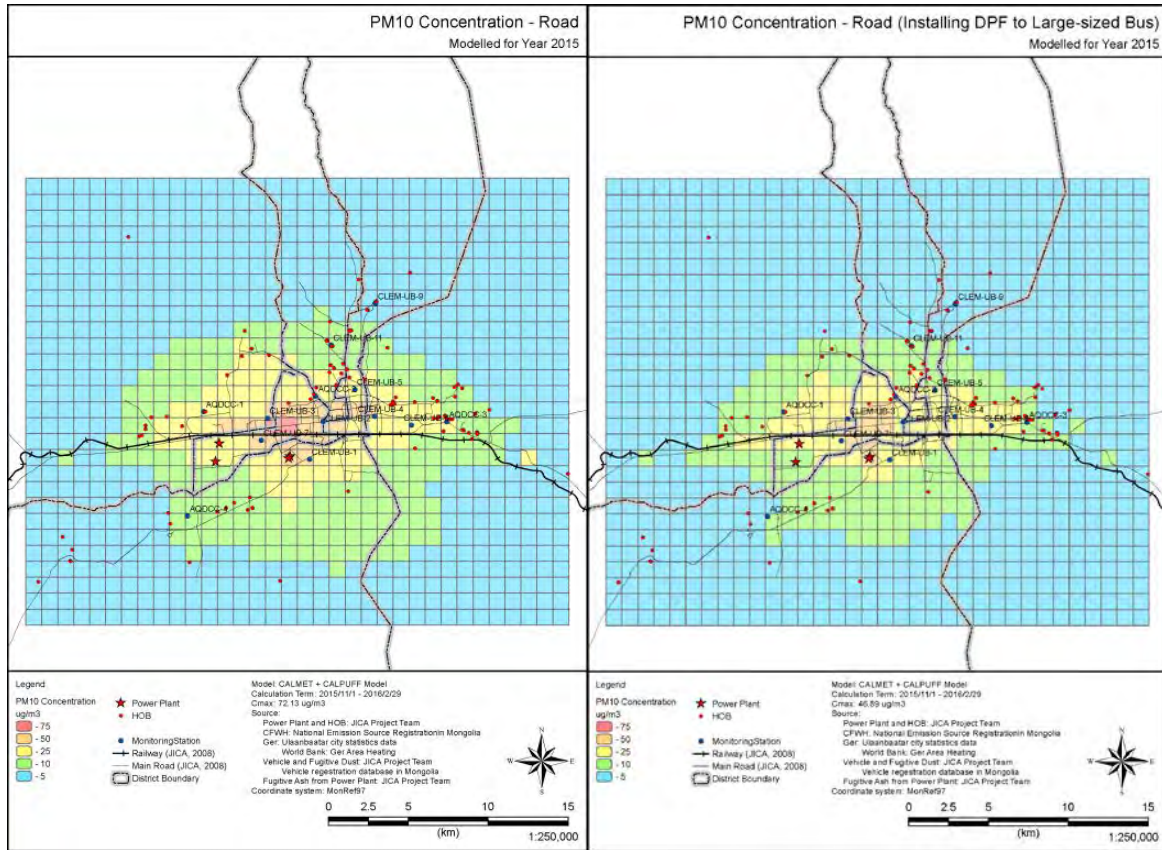 PM10 Concentration - Road
Modelled for Year 2015
CLEM-UB-9
CLEM-UB-11
CLEM-UB-5
AQDCC-1
CLEM-UB-3
CLEM-UB-4
AQDCC-3
CLEM-UB-1
Legend
PM10 Concentration
ug/m3
- 75
- 50
- 25
- 10
- 5
Power Plant
HOB
MonitoringStation
Railway (JICA, 2008)
Main Road (JICA, 2008)
District Boundary
Model: CALMET + CALPUFF Model
Calculation Term: 2015/11/1 - 2016/2/29
Cmax: 72.13 ug/m3
Source:
Power Plant and HOB: JICA Project Team
CFWH: National Emission Source Registrationin Mongolia
Ger: Ulaanbaatar city statistics data
World Bank: Ger Area Heating
Vehicle and Fugitive Dust: JICA Project Team
Vehicle regestration database in Mongolia
Fugitive Ash from Power Plant: JICA Project Team
Coordinate system: MonRef97
N
W E
S
0 2.5 5 10 15
(km)
1:250,000
PM10 Concentration - Road (Installing DPF to Large-sized Bus)
Modelled for Year 2015
CLEM-UB-9
CLEM-UB-11
CLEM-UB-5
AQDCC-1
CLEM-UB-3
CLEM-UB-4
AQDCC-3
CLEM-UB-1
Legend
PM10 Concentration
ug/m3
- 75
- 50
- 25
- 10
- 5
Power Plant
HOB
MonitoringStation
Railway (JICA, 2008)
Main Road (JICA, 2008)
District Boundary
Model: CALMET + CALPUFF Model
Calculation Term: 2015/11/1 - 2016/2/29
Cmax: 46.89 ug/m3
Source:
Power Plant and HOB: JICA Project Team
CFWH: National Emission Source Registrationin Mongolia
Ger: Ulaanbaatar city statistics data
World Bank: Ger Area Heating
Vehicle and Fugitive Dust: JICA Project Team
Vehicle regestration database in Mongolia
Fugitive Ash from Power Plant: JICA Project Team
Coordinate system: MonRef97
N
W E
S
0 2.5 5 10 15
(km)
1:250,000